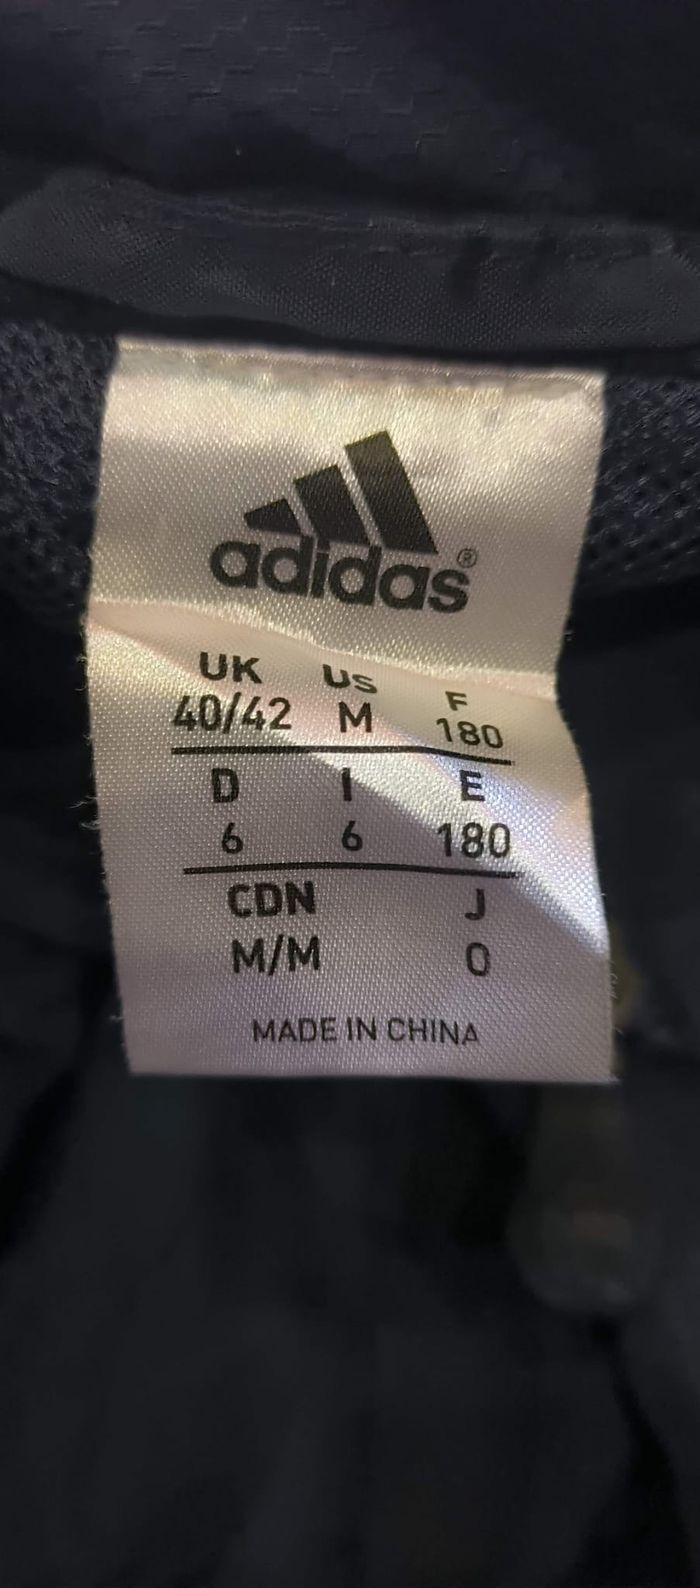 adidas®
UK US F
40/42 M 180
D I E
6 6 180
CDN J
M/M O
MADE IN CHINA